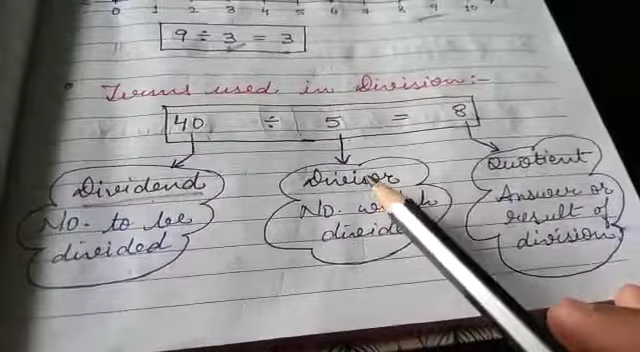 0 1 2 3 4 5 6 7 8 9 10
9 ÷ 3 = 3
• Terms used in Division:-
40 ÷ 5 = 8
Dividend
No. to be
divided
Divisor
No.
Quotient
Answer or
result of
division